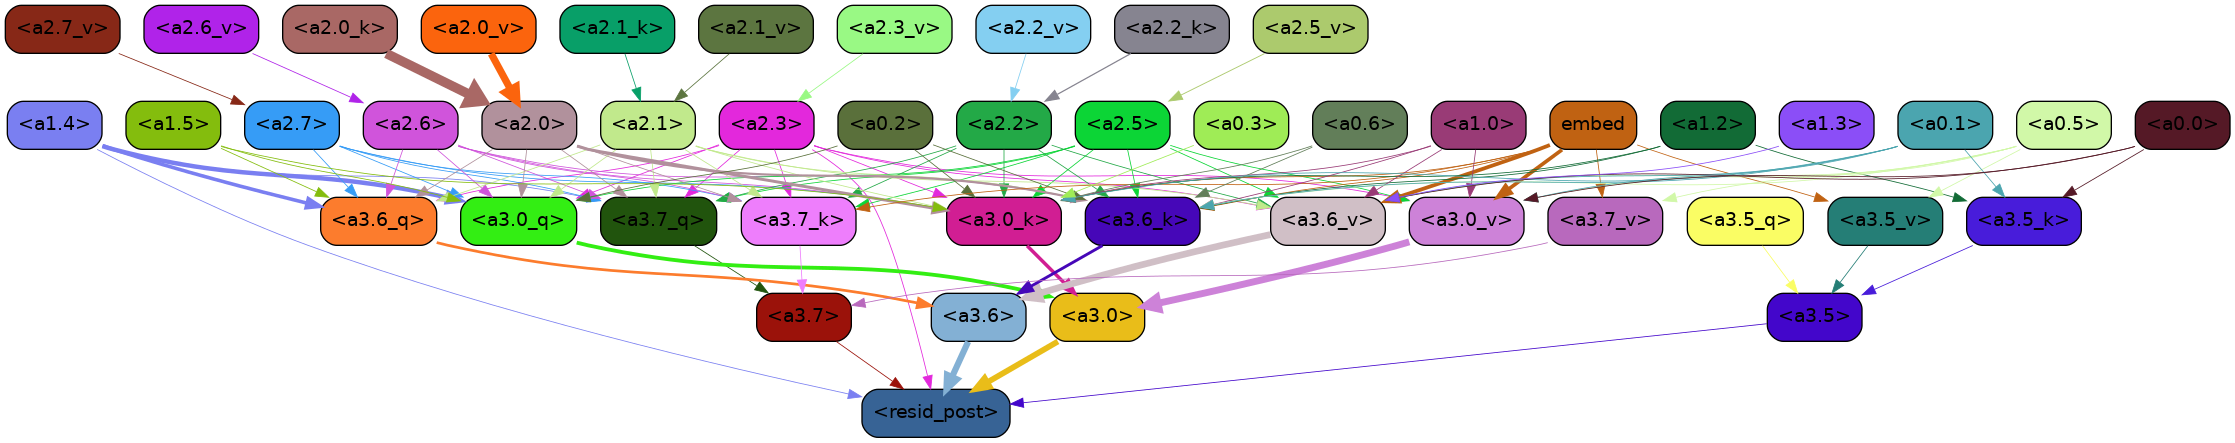 <a2.7_v> <a2.6_v> <a2.0_k> <a2.0_v> <a2.1_k> <a2.1_v> <a2.3_v> <a2.2_v> <a2.2_k> <a2.5_v>
<a1.4> <a1.5> <a2.7> <a2.6> <a2.0> <a2.1> <a2.3> <a0.2> <a2.2> <a2.5> <a0.3> <a0.6> <a1.0> embed <a1.2> <a1.3> <a0.1> <a0.5> <a0.0>
<a3.6_q> <a3.0_q> <a3.7_q> <a3.7_k> <a3.0_k> <a3.6_k> <a3.6_v> <a3.0_v> <a3.7_v> <a3.5_q> <a3.5_v> <a3.5_k>
<a3.7> <a3.6> <a3.0> <a3.5>
<resid_post>